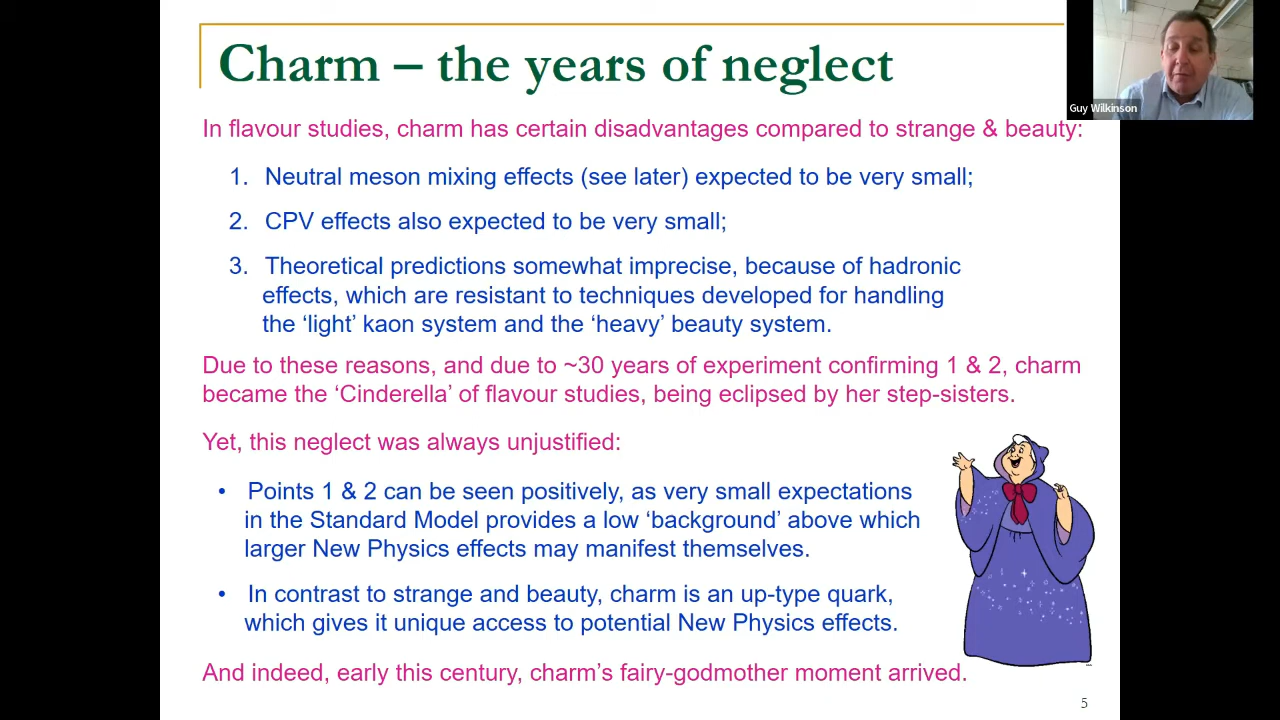 Charm – the years of neglect
Guy Wilkinson
In flavour studies, charm has certain disadvantages compared to strange & beauty:
1. Neutral meson mixing effects (see later) expected to be very small;
2. CPV effects also expected to be very small;
3. Theoretical predictions somewhat imprecise, because of hadronic
effects, which are resistant to techniques developed for handling
the ‘light’ kaon system and the ‘heavy’ beauty system.
Due to these reasons, and due to ~30 years of experiment confirming 1 & 2, charm
became the ‘Cinderella’ of flavour studies, being eclipsed by her step-sisters.
Yet, this neglect was always unjustified:
• Points 1 & 2 can be seen positively, as very small expectations
in the Standard Model provides a low ‘background’ above which
larger New Physics effects may manifest themselves.
• In contrast to strange and beauty, charm is an up-type quark,
which gives it unique access to potential New Physics effects.
And indeed, early this century, charm’s fairy-godmother moment arrived.
5